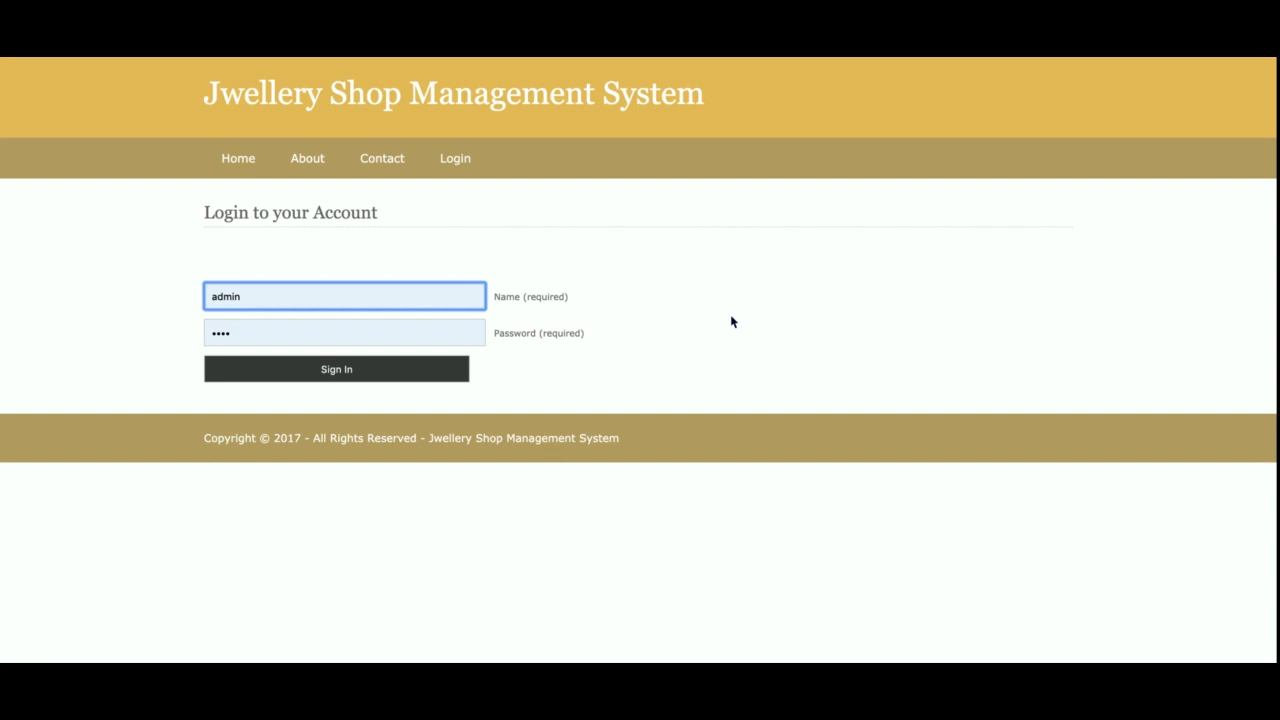 Jwellery Shop Management System
Home About Contact Login
Login to your Account
admin Name (required)
•••• Password (required)
Sign In
Copyright © 2017 - All Rights Reserved - Jwellery Shop Management System